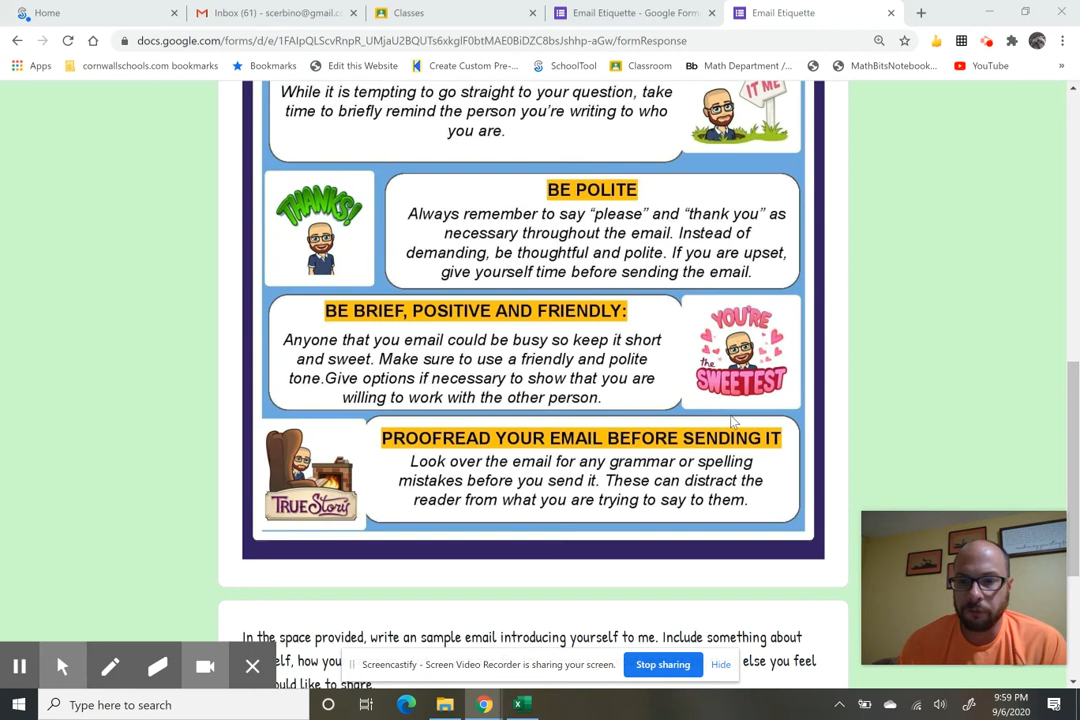 Home
Inbox (61) - scerbino@gmail.c
Classes
Email Etiquette - Google Form
Email Etiquette
docs.google.com/forms/d/e/1FAIpQLScvRnpR_UMjaU2BQUTs6xkgIF0btMAE0BiDZC8bsJshhp-aGw/formResponse
Apps
cornwallschools.com bookmarks
Bookmarks
Edit this Website
Create Custom Pre-...
SchoolTool
Classroom
Bb Math Department /...
MathBitsNotebook...
YouTube
IT ME
While it is tempting to go straight to your question, take
time to briefly remind the person you're writing to who
you are.
THANKS!
BE POLITE
Always remember to say "please" and "thank you" as
necessary throughout the email. Instead of
demanding, be thoughtful and polite. If you are upset,
give yourself time before sending the email.
BE BRIEF, POSITIVE AND FRIENDLY:
Anyone that you email could be busy so keep it short
and sweet. Make sure to use a friendly and polite
tone.Give options if necessary to show that you are
willing to work with the other person.
YOU'RE
the
SWEETEST
PROOFREAD YOUR EMAIL BEFORE SENDING IT
Look over the email for any grammar or spelling
mistakes before you send it. These can distract the
reader from what you are trying to say to them.
TRUE Story
In the space provided, write an sample email introducing yourself to me. Include something about
elf, how you
else you feel
ould like to share.
Screencastify - Screen Video Recorder is sharing your screen.
Stop sharing
Hide
Type here to search
9:59 PM
9/6/2020